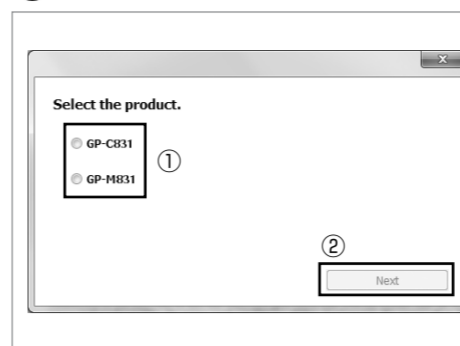 x
Select the product.
GP-C831
①
GP-M831
②
Next